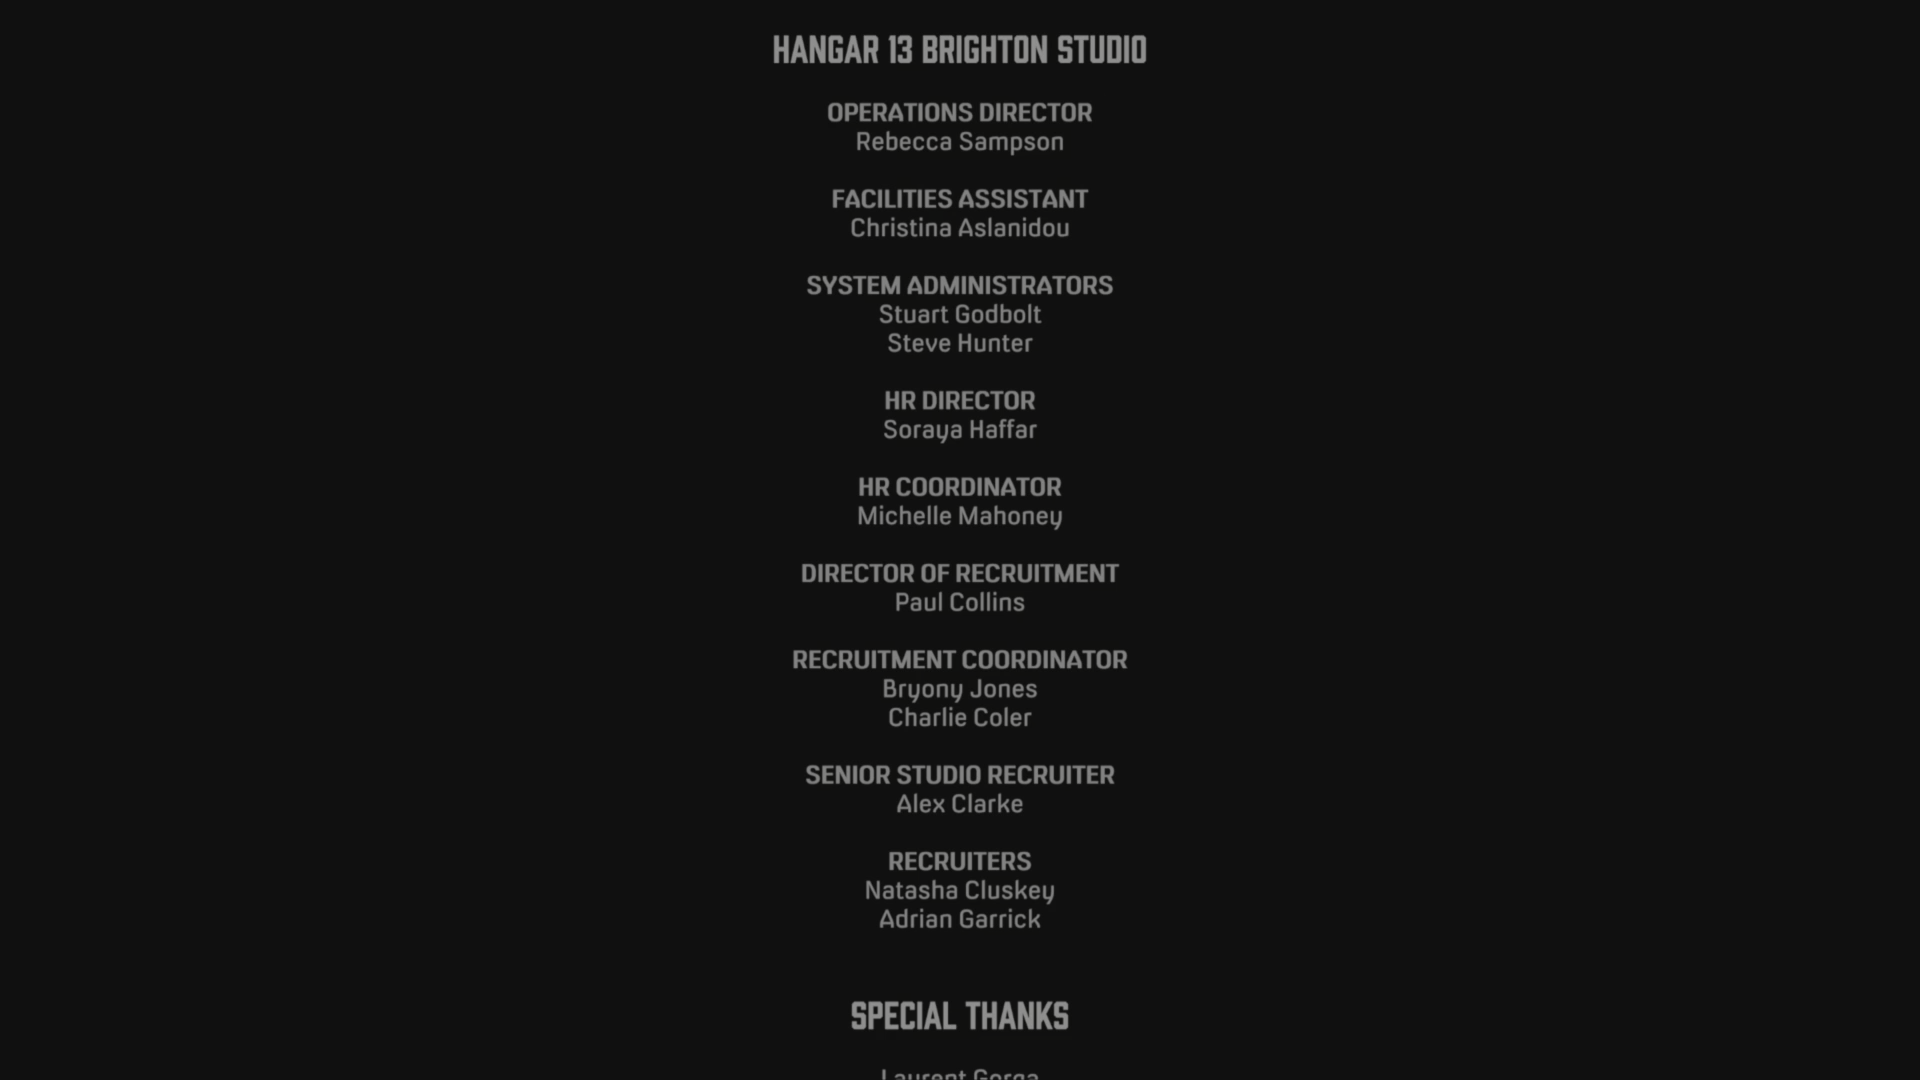 HANGAR 13 BRIGHTON STUDIO
OPERATIONS DIRECTOR
Rebecca Sampson
FACILITIES ASSISTANT
Christina Aslanidou
SYSTEM ADMINISTRATORS
Stuart Godbolt
Steve Hunter
HR DIRECTOR
Soraya Haffar
HR COORDINATOR
Michelle Mahoney
DIRECTOR OF RECRUITMENT
Paul Collins
RECRUITMENT COORDINATOR
Bryony Jones
Charlie Coler
SENIOR STUDIO RECRUITER
Alex Clarke
RECRUITERS
Natasha Cluskey
Adrian Garrick
SPECIAL THANKS
Laurent Gorga